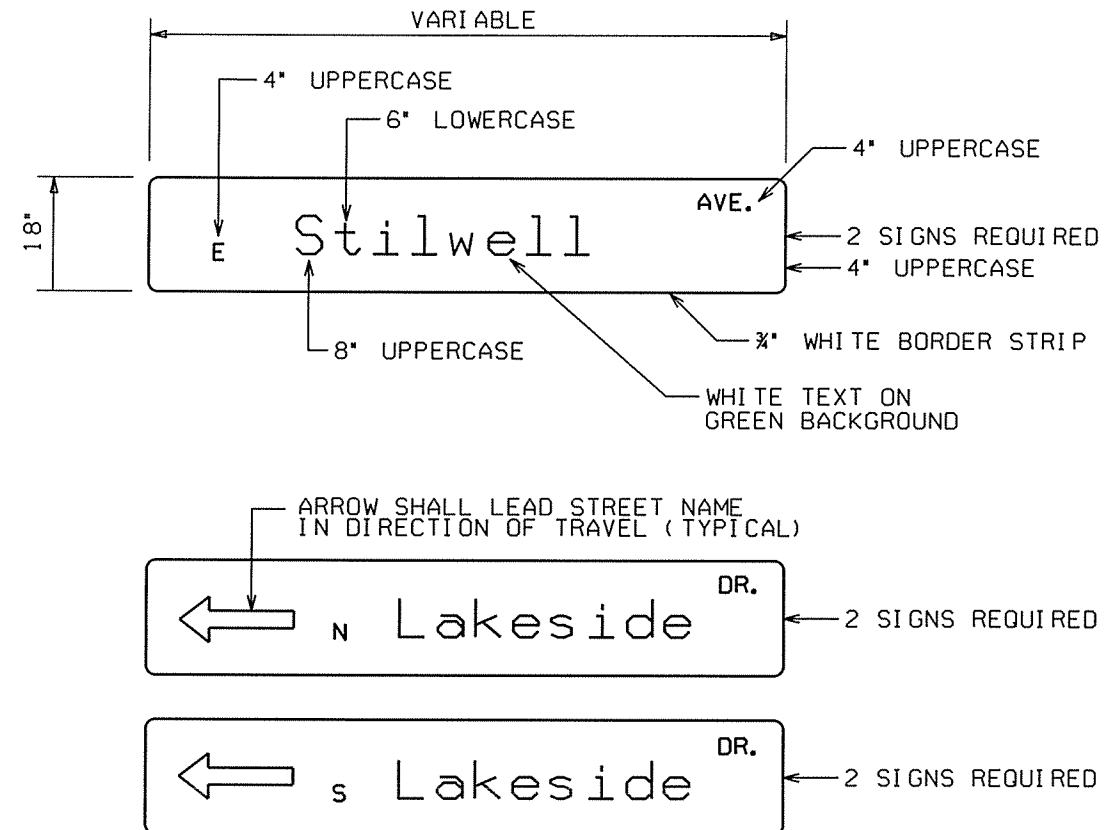 VARIABLE
4" UPPERCASE
6" LOWERCASE
4" UPPERCASE
18"
E Stilwell AVE.
2 SIGNS REQUIRED
4" UPPERCASE
8" UPPERCASE
¾" WHITE BORDER STRIP
WHITE TEXT ON
GREEN BACKGROUND
ARROW SHALL LEAD STREET NAME
IN DIRECTION OF TRAVEL (TYPICAL)
N Lakeside DR.
2 SIGNS REQUIRED
S Lakeside DR.
2 SIGNS REQUIRED